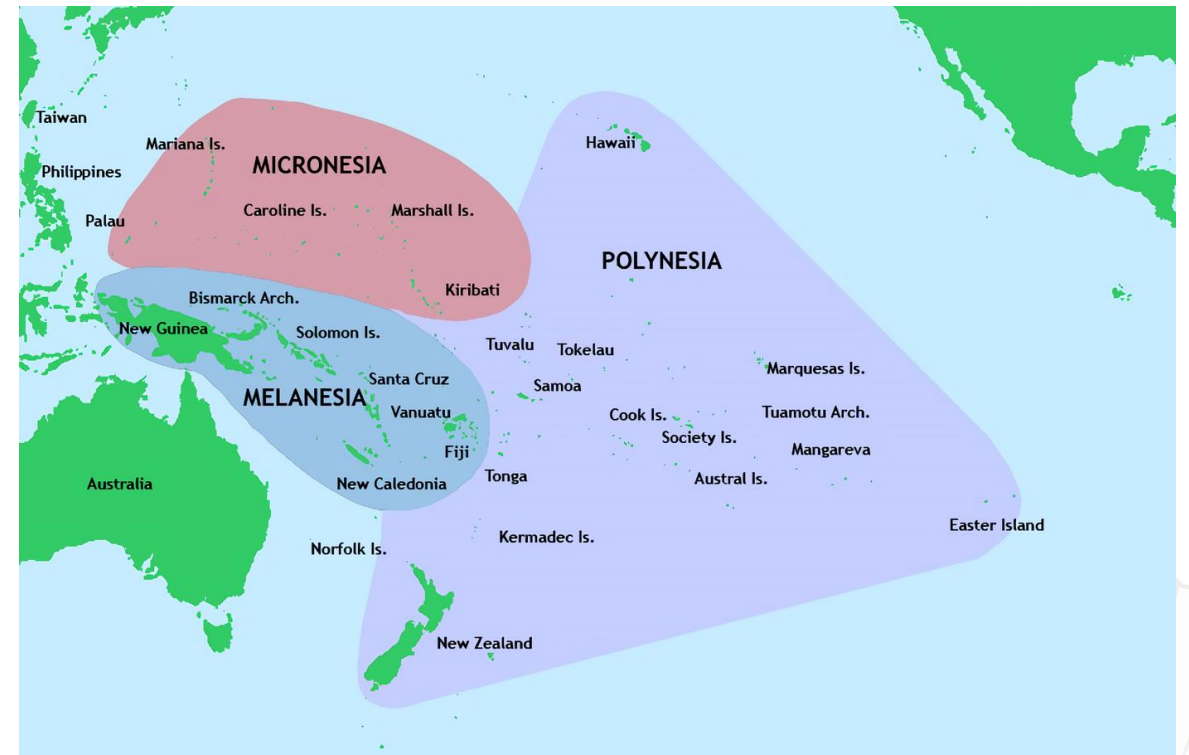 Taiwan
Mariana Is.
Hawaii
MICRONESIA
Philippines
Palau
Caroline Is.
Marshall Is.
POLYNESIA
Kiribati
Bismarck Arch.
New Guinea
Solomon Is.
Tuvalu
Tokelau
Marquesas Is.
Santa Cruz
Samoa
MELANESIA
Vanuatu
Cook Is.
Tuamotu Arch.
Society Is.
Fiji
Mangareva
Tonga
Austral Is.
Australia
New Caledonia
Easter Island
Kermadec Is.
Norfolk Is.
New Zealand